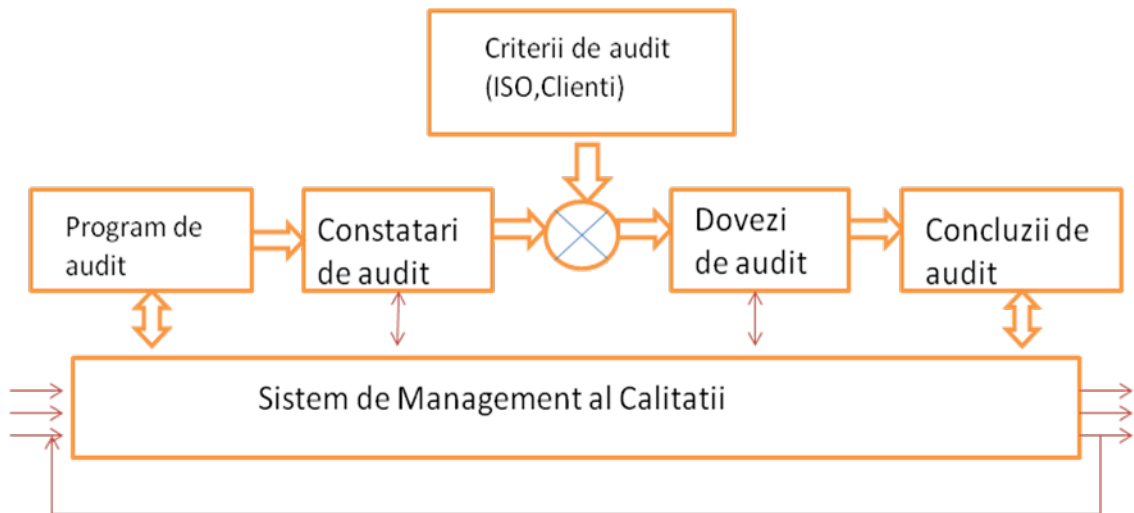 Criterii de audit
(ISO,Clienti)
Program de
audit
Constatari
de audit
Dovezi
de audit
Concluzii de
audit
Sistem de Management al Calitatii